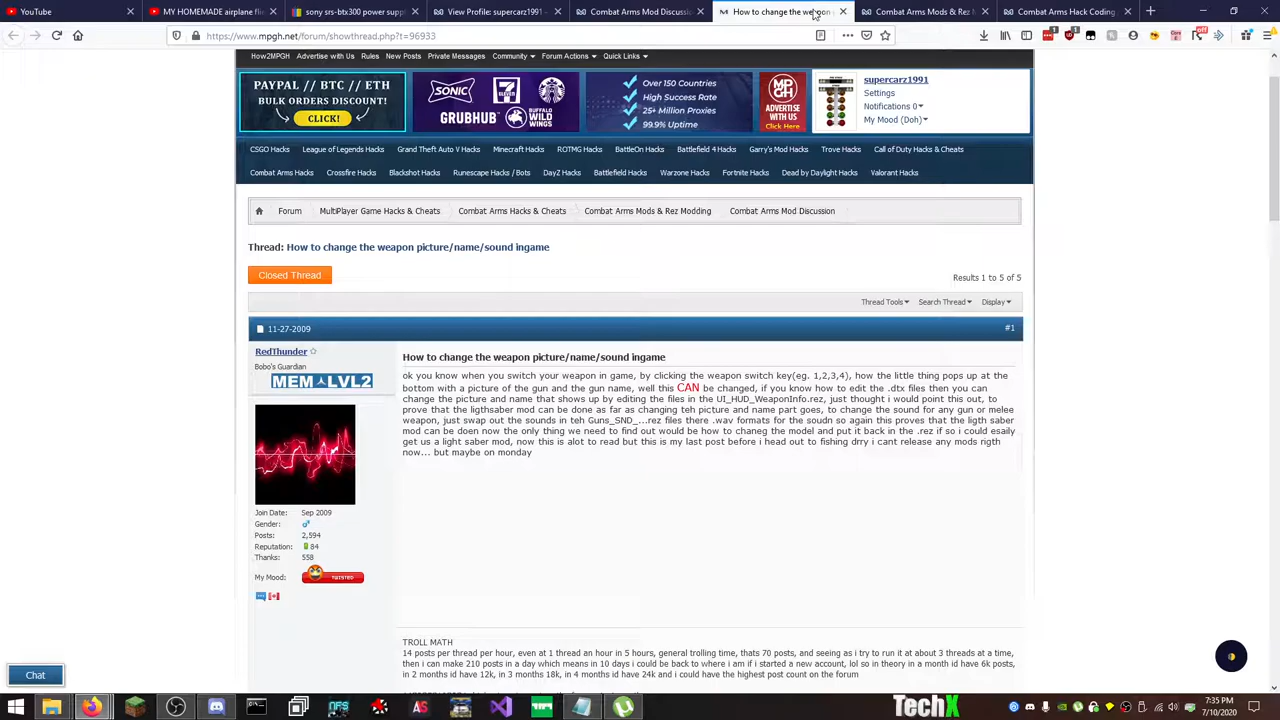 YouTube
MY HOMEMADE airplane fli
sony srs-btx300 power supp
View Profile: supercarz1991 -
Combat Arms Mod Discussio
How to change the weapon
Combat Arms Mods & Rez M
Combat Arms Hack Coding
https://www.mpgh.net/forum/showthread.php?t=96933
How2MPGH
Advertise with Us
Rules
New Posts
Private Messages
Community
Forum Actions
Quick Links
PAYPAL // BTC // ETH
BULK ORDERS DISCOUNT!
CLICK!
SONIC
7 ELEVEN
GRUBHUB
BUFFALO
WILD
WINGS
Over 150 Countries
High Success Rate
25+ Million Proxies
99.9% Uptime
MPGH
ADVERTISE
WITH US
Click Here
supercarz1991
Settings
Notifications 0
My Mood (Doh)
CSGO Hacks
League of Legends Hacks
Grand Theft Auto V Hacks
Minecraft Hacks
ROTMG Hacks
BattleOn Hacks
Battlefield 4 Hacks
Garry's Mod Hacks
Trove Hacks
Call of Duty Hacks & Cheats
Combat Arms Hacks
Crossfire Hacks
Blackshot Hacks
Runescape Hacks / Bots
DayZ Hacks
Battlefield Hacks
Warzone Hacks
Fortnite Hacks
Dead by Daylight Hacks
Valorant Hacks
Forum
MultiPlayer Game Hacks & Cheats
Combat Arms Hacks & Cheats
Combat Arms Mods & Rez Modding
Combat Arms Mod Discussion
Thread: How to change the weapon picture/name/sound ingame
Closed Thread
Results 1 to 5 of 5
Thread Tools
Search Thread
Display
11-27-2009
#1
RedThunder
Bobo's Guardian
MEM LVL2
Join Date: Sep 2009
Gender:
Posts: 2,594
Reputation: 84
Thanks: 558
My Mood: TWISTED
How to change the weapon picture/name/sound ingame
ok you know when you switch your weapon in game, by clicking the weapon switch key(eg. 1,2,3,4), how the little thing pops up at the
bottom with a picture of the gun and the gun name, well this CAN be changed, if you know how to edit the .dtx files then you can
change the picture and name that shows up by editing the files in the UI_HUD_WeaponInfo.rez, just thought i would point this out, to
prove that the ligthsaber mod can be done as far as changing teh picture and name part goes, to change the sound for any gun or melee
weapon, just swap out the sounds in teh Guns_SND_...rez files there .wav formats for the soudn so again this proves that the ligth saber
mod can be doen now the only thing we need to find out would be how to chaneg the model and put it back in the .rez if so i could esaily
get us a light saber mod, now this is alot to read but this is my last post before i head out to fishing drry i cant release any mods rigth
now... but maybe on monday
TROLL MATH
14 posts per thread per hour, even at 1 thread an hour in 5 hours, general trolling time, thats 70 posts, and seeing as i try to run it at about 3 threads at a time,
then i can make 210 posts in a day which means in 10 days i could be back to where i am if i started a new account, lol so in theory in a month id have 6k posts,
in 2 months id have 12k, in 3 months 18k, in 4 months id have 24k and i could have the highest post count on the forum
Chat
TechX
7:35 PM
7/10/2020